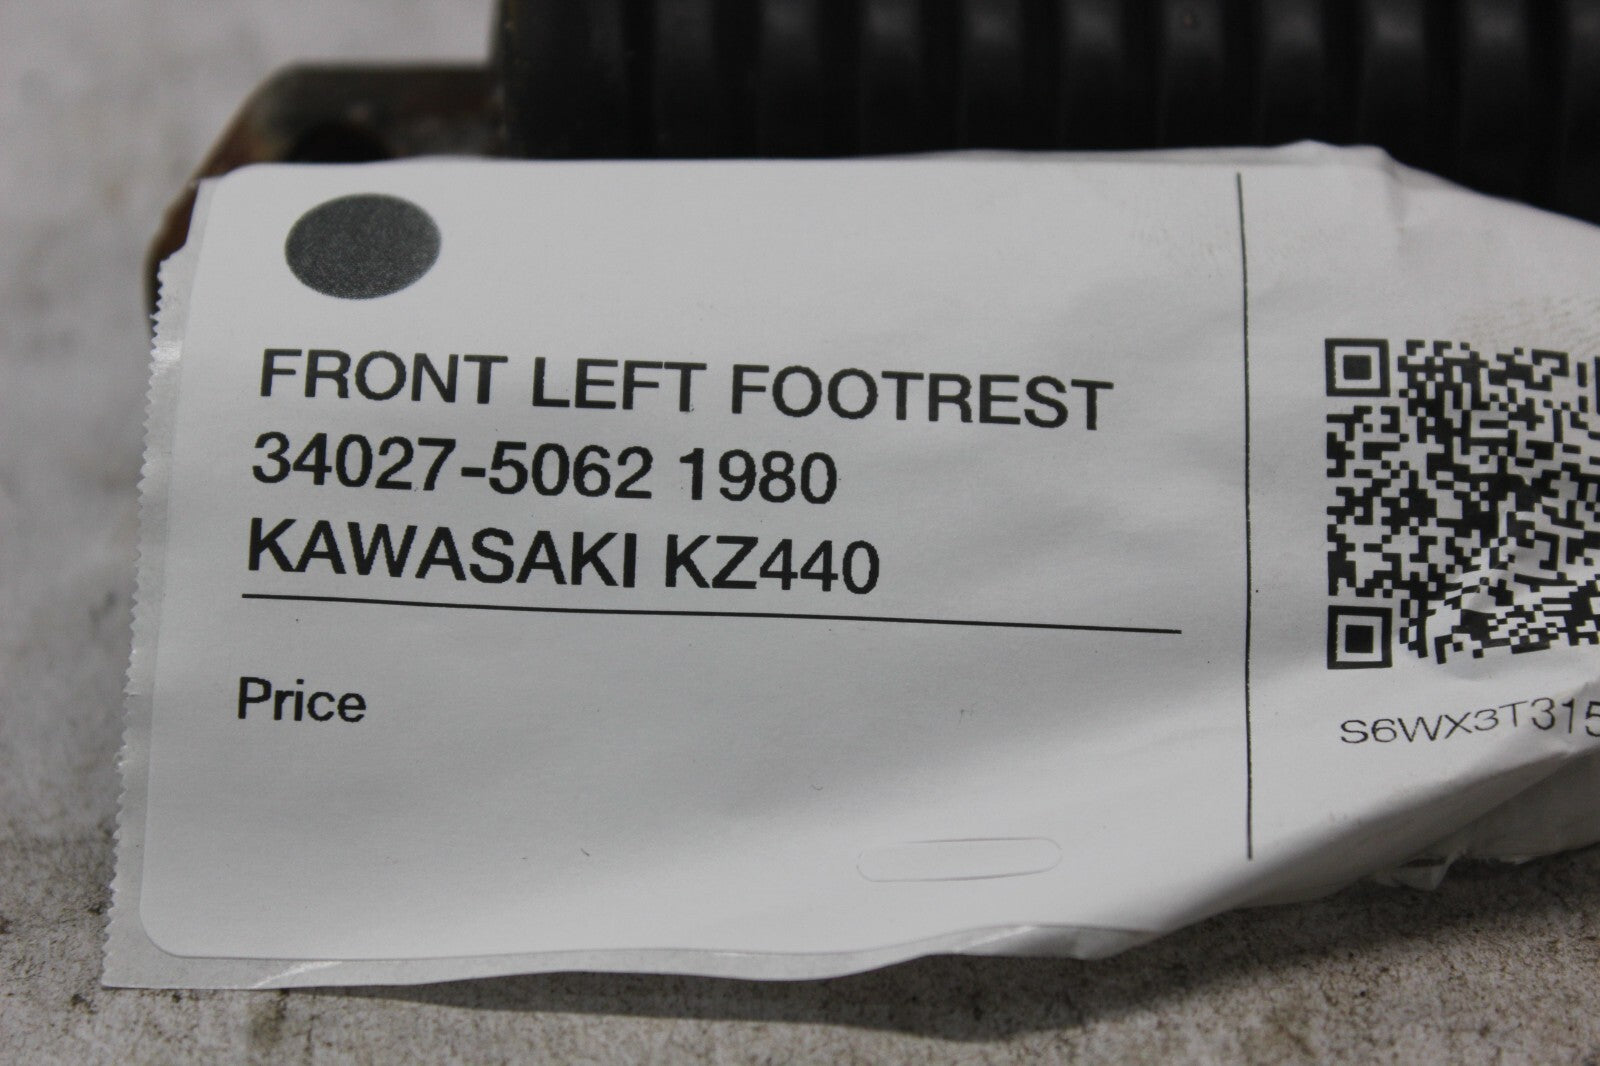 FRONT LEFT FOOTREST
34027-5062 1980
KAWASAKI KZ440
Price
S6WX3T315